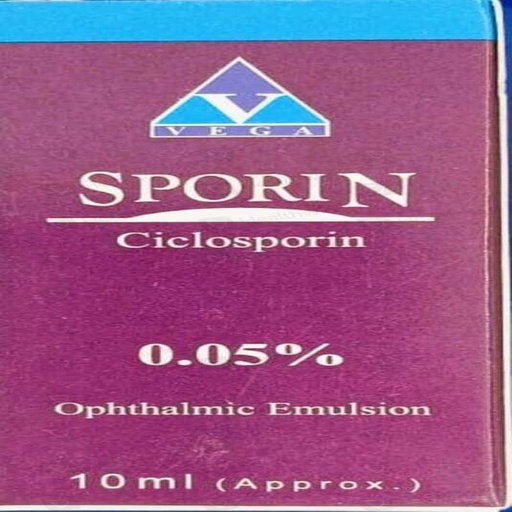 V
VEGA
SPORIN
Ciclosporin
0.05%
Ophthalmic Emulsion
10ml (Approx.)